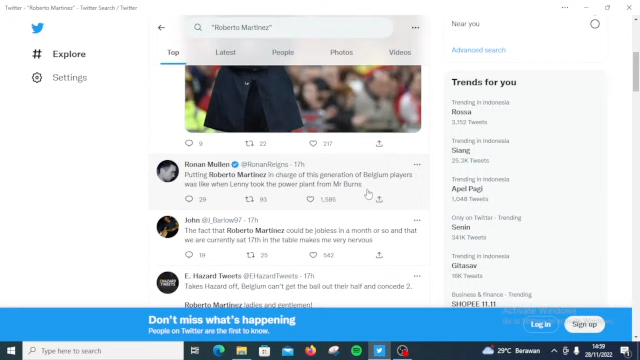 Twitter - "Roberto Martinez" - Twitter Search / Twitter
Explore
Settings
"Roberto Martinez"
Top Latest People Photos Videos
9 22 217
Ronan Mullen @RonanReigns · 17h
Putting Roberto Martinez in charge of this generation of Belgium players
was like when Lenny took the power plant from Mr Burns
29 93 1,595
John @J_Barlow97 · 17h
The fact that Roberto Martinez could be jobless in a month or so and that
we are currently sat 17th in the table makes me very nervous
19 25 542
E. Hazard Tweets @EHazardTweets · 17h
Takes Hazard off, Belgium can't get the ball out their half and concede 2.
Roberto Martinez ladies and gentlemen!
Near you
Advanced search
Trends for you
Trending in Indonesia
Rossa
3,152 Tweets
Trending in Indonesia
Siang
25.3K Tweets
Trending in Indonesia
Apel Pagi
1,048 Tweets
Only on Twitter · Trending
Senin
341K Tweets
Trending in Indonesia
Gitasav
16K Tweets
Business & finance · Trending
SHOPEE 11.11
Activate Windows
Don't miss what's happening
People on Twitter are the first to know.
Log in Sign up
Type here to search
29°C Berawan
14:59
28/11/2022